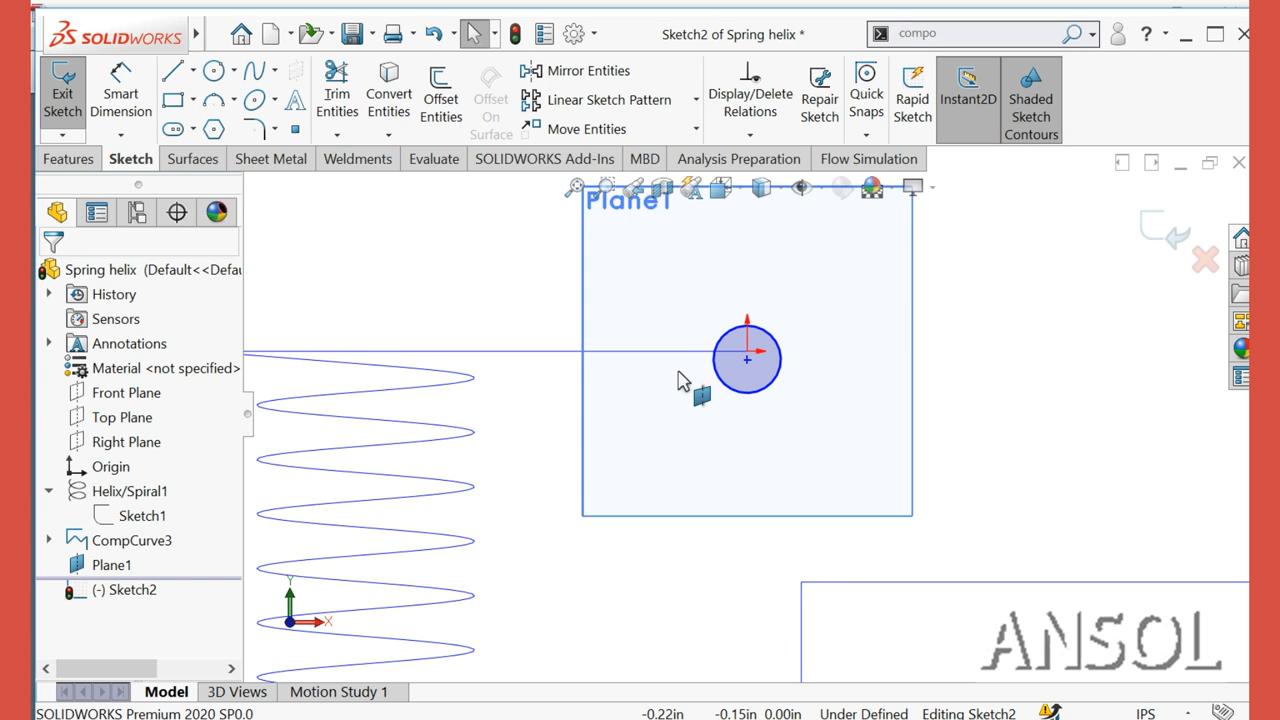 SOLIDWORKS
Sketch2 of Spring helix *
compo
?
Exit Sketch
Smart Dimension
Trim Entities
Convert Entities
Offset Entities
Offset On Surface
Mirror Entities
Linear Sketch Pattern
Move Entities
Display/Delete Relations
Repair Sketch
Quick Snaps
Rapid Sketch
Instant2D
Shaded Sketch Contours
Features
Sketch
Surfaces
Sheet Metal
Weldments
Evaluate
SOLIDWORKS Add-Ins
MBD
Analysis Preparation
Flow Simulation
Plane1
Spring helix (Default<<Defau
History
Sensors
Annotations
Material <not specified>
Front Plane
Top Plane
Right Plane
Origin
Helix/Spiral1
Sketch1
CompCurve3
Plane1
(-) Sketch2
Y
X
ANSOL
Model
3D Views
Motion Study 1
SOLIDWORKS Premium 2020 SP0.0
-0.22in
-0.15in
0.00in
Under Defined
Editing Sketch2
IPS